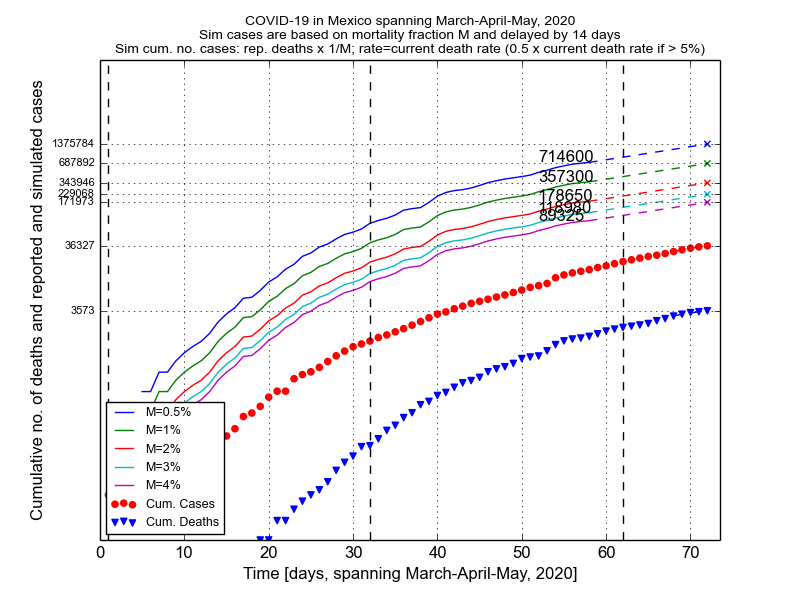 COVID-19 in Mexico spanning March-April-May, 2020
Sim cases are based on mortality fraction M and delayed by 14 days
Sim cum. no. cases: rep. deaths x 1/M; rate=current death rate (0.5 x current death rate if > 5%)
Cumulative no. of deaths and reported and simulated cases
1375784
687892
343946
229068
171973
36327
3573
714600
357300
178650
118980
89325
M=0.5%
M=1%
M=2%
M=3%
M=4%
Cum. Cases
Cum. Deaths
0 10 20 30 40 50 60 70
Time [days, spanning March-April-May, 2020]